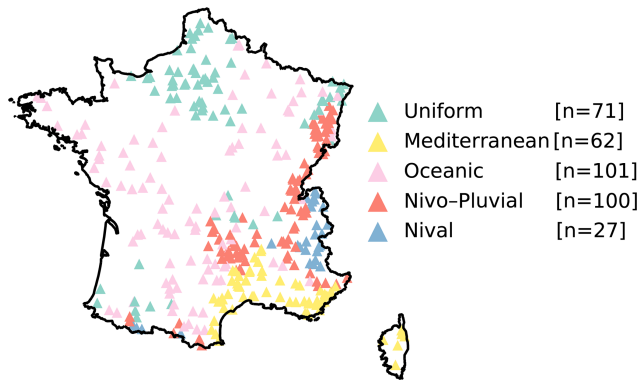 Uniform [n=71]
Mediterranean [n=62]
Oceanic [n=101]
Nivo–Pluvial [n=100]
Nival [n=27]